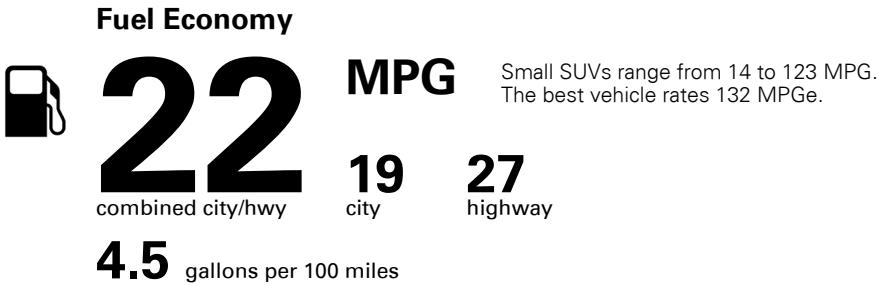 Fuel Economy
22 MPG
Small SUVs range from 14 to 123 MPG.
The best vehicle rates 132 MPGe.
19 27
combined city/hwy city highway
4.5 gallons per 100 miles